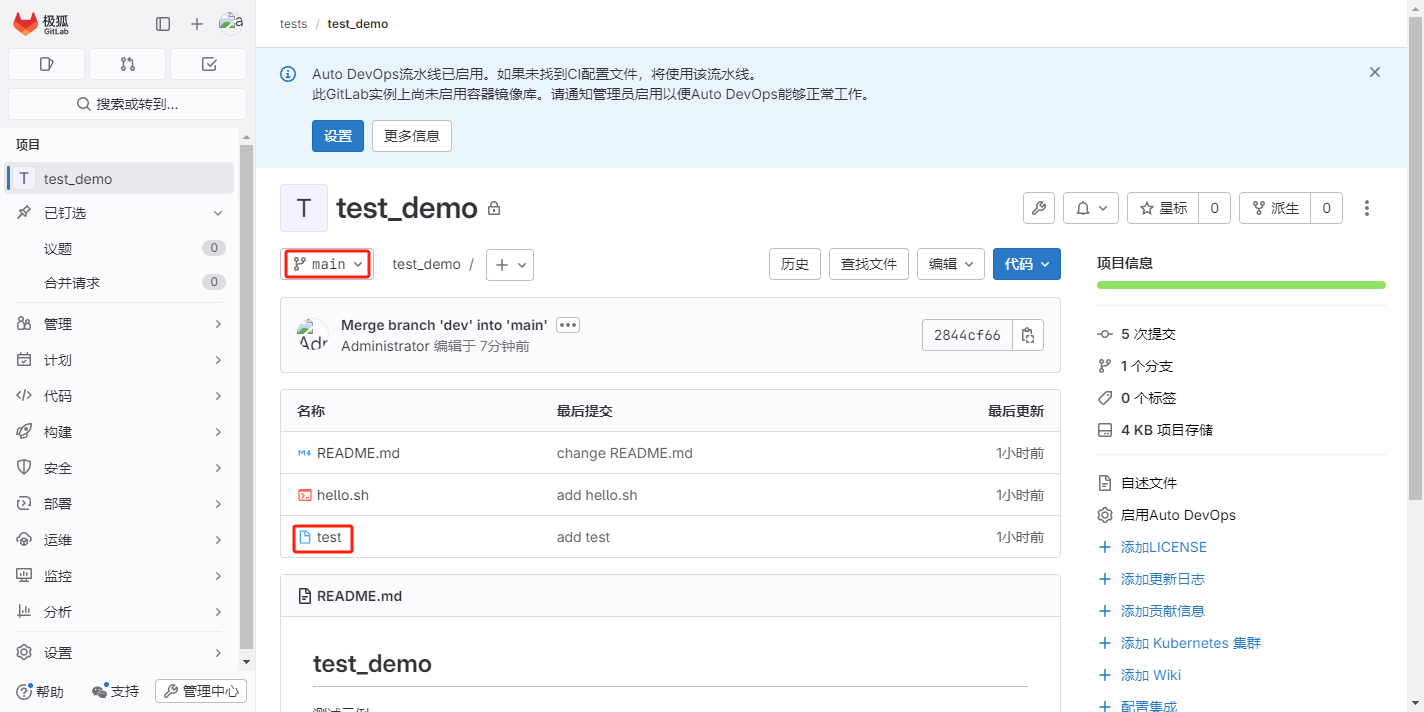 极狐
GitLab
搜索或转到...
项目
T test_demo
已钉选
议题 0
合并请求 0
管理
计划
代码
构建
安全
部署
运维
监控
分析
设置
帮助 支持 管理中心
tests / test_demo
Auto DevOps流水线已启用。如果未找到CI配置文件，将使用该流水线。
此GitLab实例上尚未启用容器镜像库。请通知管理员启用以便Auto DevOps能够正常工作。
设置 更多信息
T test_demo
星标 0 派生 0
main test_demo / 历史 查找文件 编辑 代码
Merge branch 'dev' into 'main'
Administrator 编辑于 7分钟前
2844cf66
名称 最后提交 最后更新
README.md change README.md 1小时前
hello.sh add hello.sh 1小时前
test add test 1小时前
README.md
test_demo
项目信息
5 次提交
1 个分支
0 个标签
4 KB 项目存储
自述文件
启用Auto DevOps
添加LICENSE
添加更新日志
添加贡献信息
添加 Kubernetes 集群
添加 Wiki
配置集成